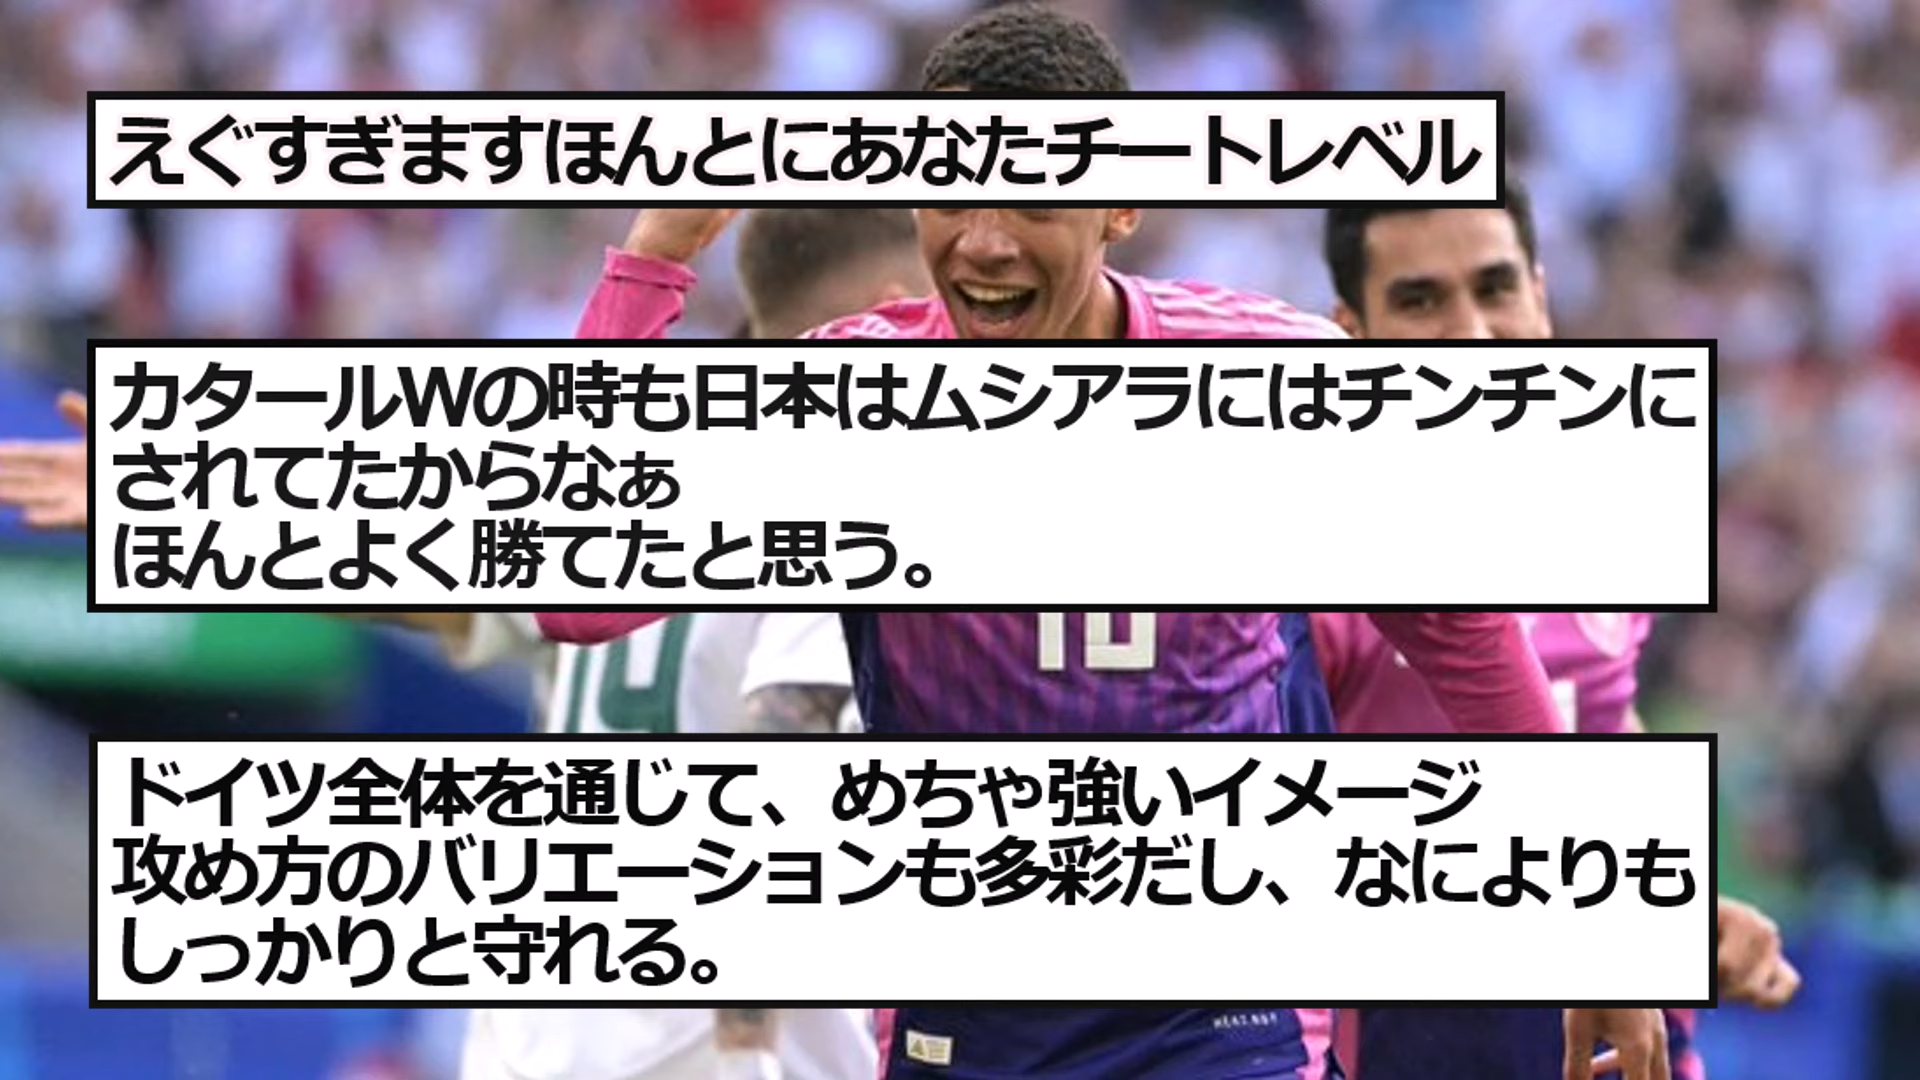 えぐすぎますほんとにあなたチートレベル
カタールWの時も日本はムシアラにはチンチンに
されてたからなぁ
ほんとよく勝てたと思う。
10
ドイツ全体を通じて、めちゃ強いイメージ
攻め方のバリエーションも多彩だし、なによりも
しっかりと守れる。
HEAT.RDY